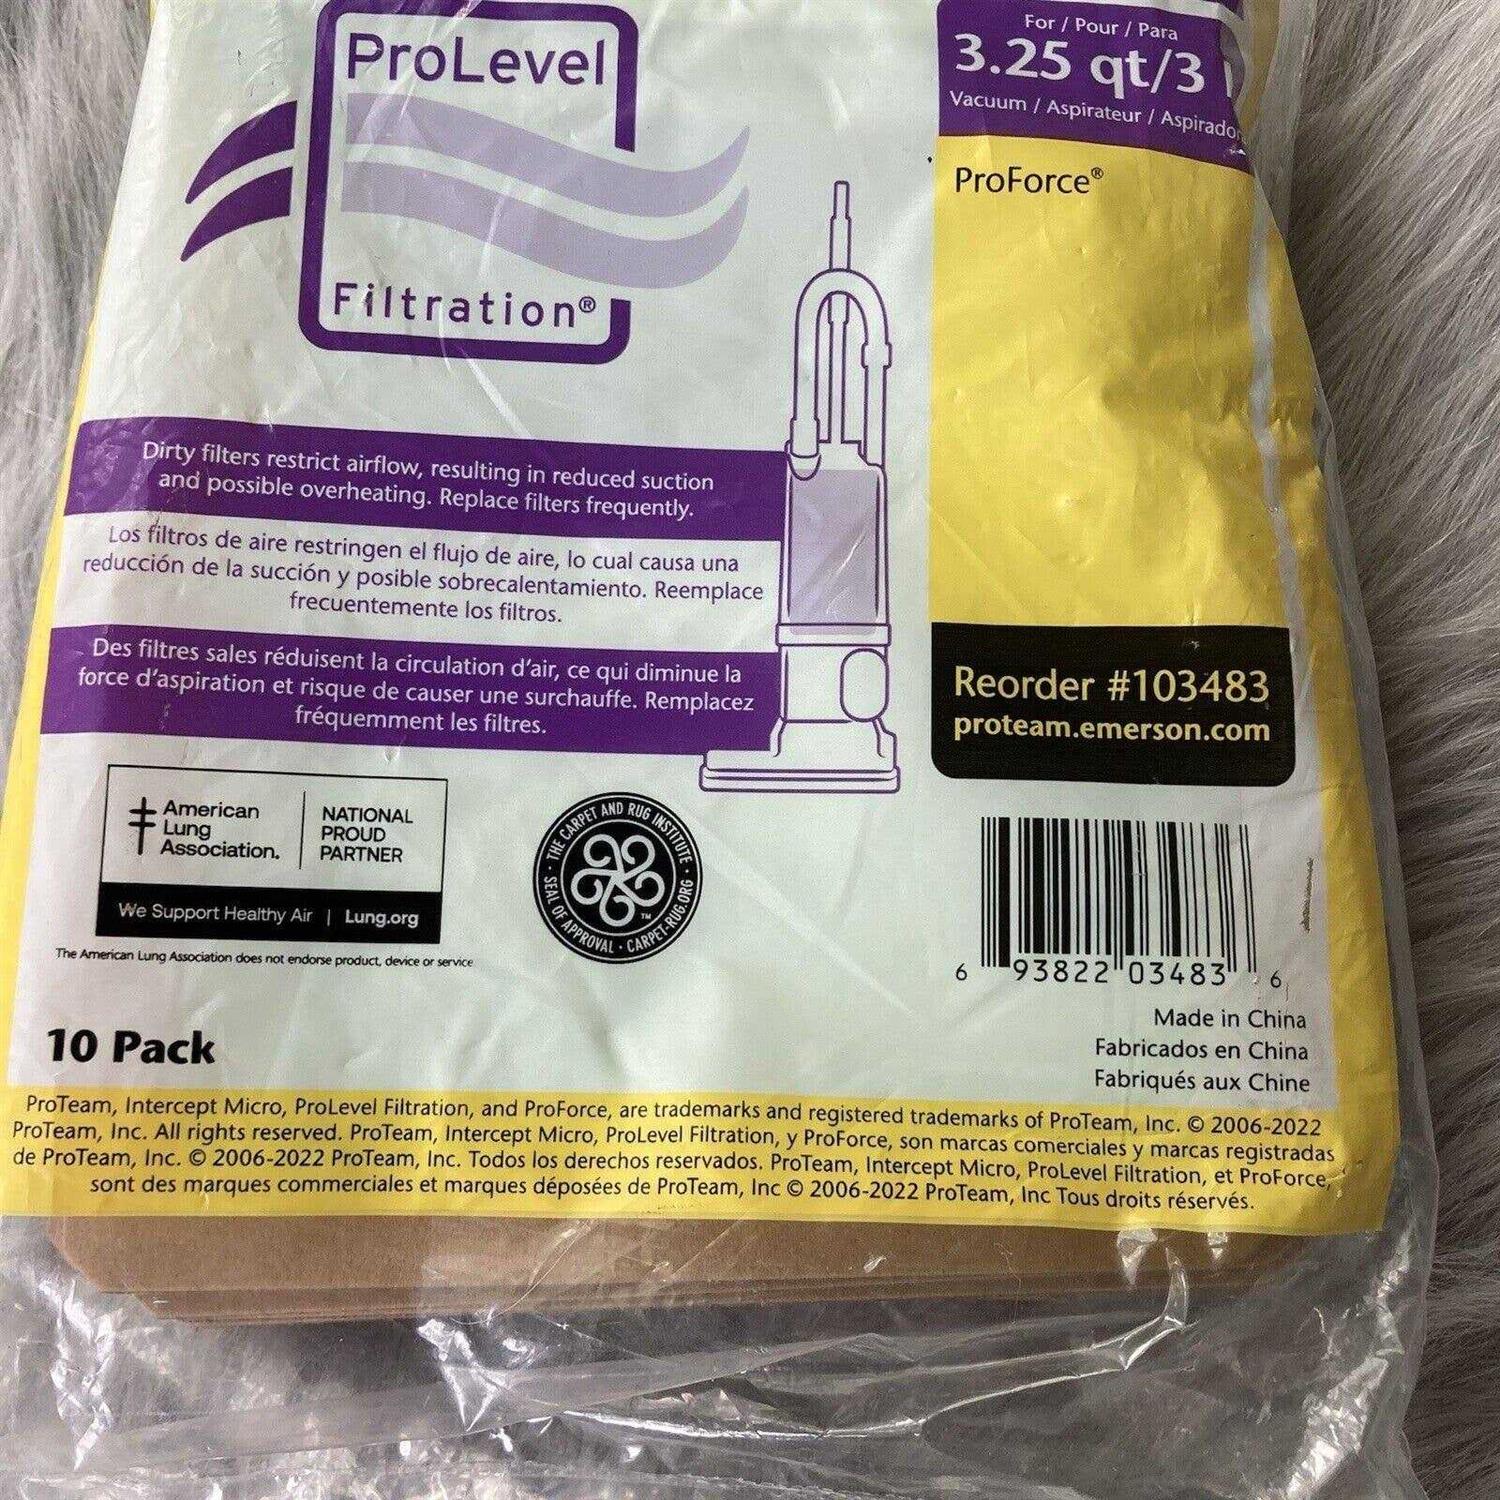 ProLevel
Filtration®
For / Pour / Para
3.25 qt/3
Vacuum / Aspirateur / Aspirador
ProForce®
Dirty filters restrict airflow, resulting in reduced suction
and possible overheating. Replace filters frequently.
Los filtros de aire restringen el flujo de aire, lo cual causa una
reducción de la succión y posible sobrecalentamiento. Reemplace
frecuentemente los filtros.
Des filtres sales réduisent la circulation d'air, ce qui diminue la
force d'aspiration et risque de causer une surchauffe. Remplacez
fréquemment les filtres.
Reorder #103483
proteam.emerson.com
American
Lung
Association.
NATIONAL
PROUD
PARTNER
We Support Healthy Air | Lung.org
The American Lung Association does not endorse product, device or service
THE CARPET AND RUG INSTITUTE • SEAL OF APPROVAL • CARPET-RUG.ORG
TM
6 93822 03483 6
Made in China
Fabricados en China
Fabriqués aux Chine
10 Pack
ProTeam, Intercept Micro, ProLevel Filtration, and ProForce, are trademarks and registered trademarks of ProTeam, Inc. © 2006-2022
ProTeam, Inc. All rights reserved. ProTeam, Intercept Micro, ProLevel Filtration, y ProForce, son marcas comerciales y marcas registradas
de ProTeam, Inc. © 2006-2022 ProTeam, Inc. Todos los derechos reservados. ProTeam, Intercept Micro, ProLevel Filtration, et ProForce,
sont des marques commerciales et marques déposées de ProTeam, Inc © 2006-2022 ProTeam, Inc Tous droits réservés.